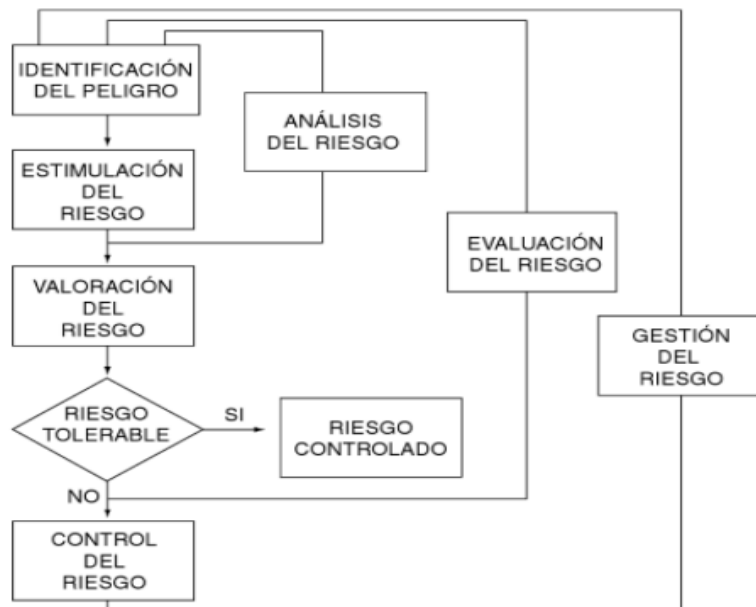 IDENTIFICACIÓN
DEL PELIGRO
ANÁLISIS
DEL RIESGO
ESTIMULACIÓN
DEL
RIESGO
EVALUACIÓN
DEL RIESGO
VALORACIÓN
DEL
RIESGO
GESTIÓN
DEL
RIESGO
RIESGO
TOLERABLE
SI
RIESGO
CONTROLADO
NO
CONTROL
DEL
RIESGO